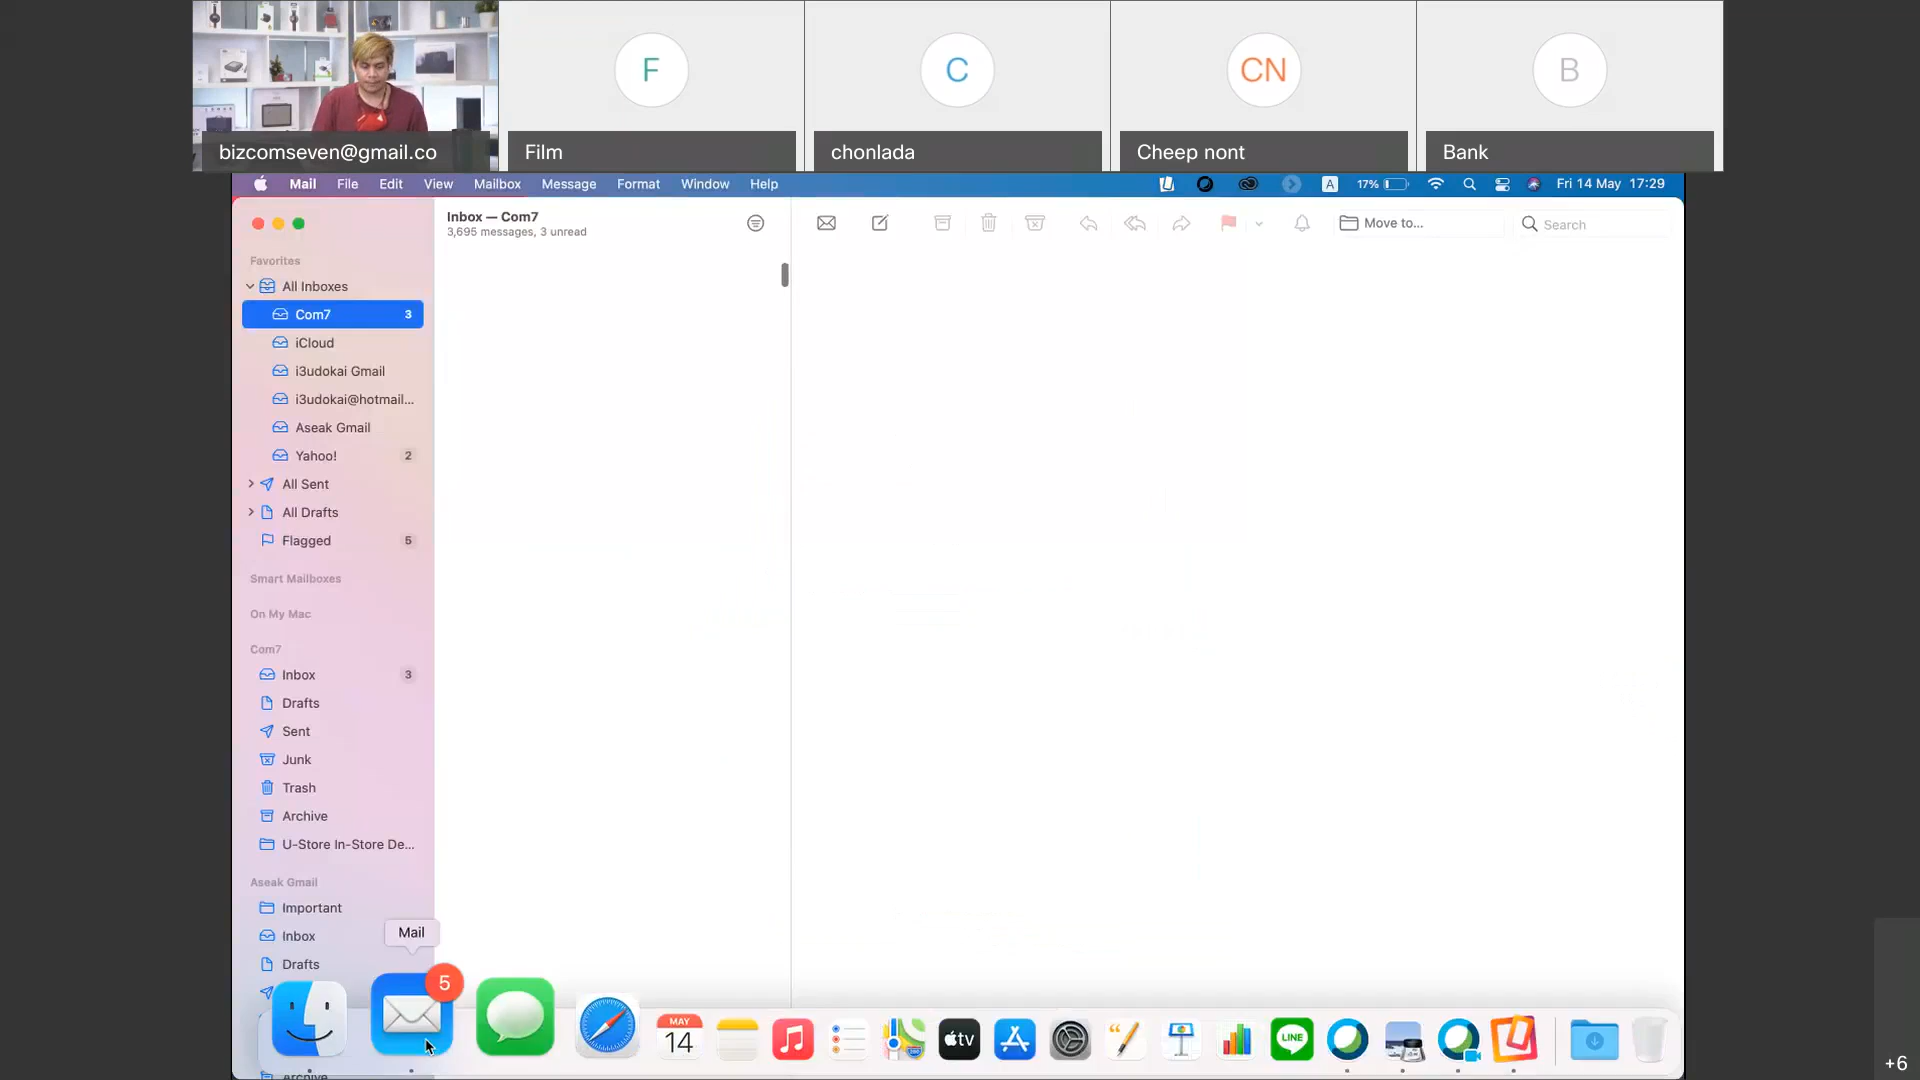 F
C
CN
B
bizcomseven@gmail.co
Film
chonlada
Cheep nont
Bank
Mail File Edit View Mailbox Message Format Window Help
A 17% Fri 14 May 17:29
Inbox — Com7
3,695 messages, 3 unread
Move to...
Search
Favorites
All Inboxes
Com7 3
iCloud
i3udokai Gmail
i3udokai@hotmail...
Aseak Gmail
Yahoo! 2
All Sent
All Drafts
Flagged 5
Smart Mailboxes
On My Mac
Com7
Inbox 3
Drafts
Sent
Junk
Trash
Archive
U-Store In-Store De...
Aseak Gmail
Important
Inbox
Drafts
Archive
Mail
5
MAY
14
tv
LINE
+6